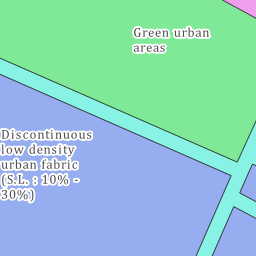 Green urban
areas
Discontinuous
low density
urban fabric
(S.L. : 10% -
30%)